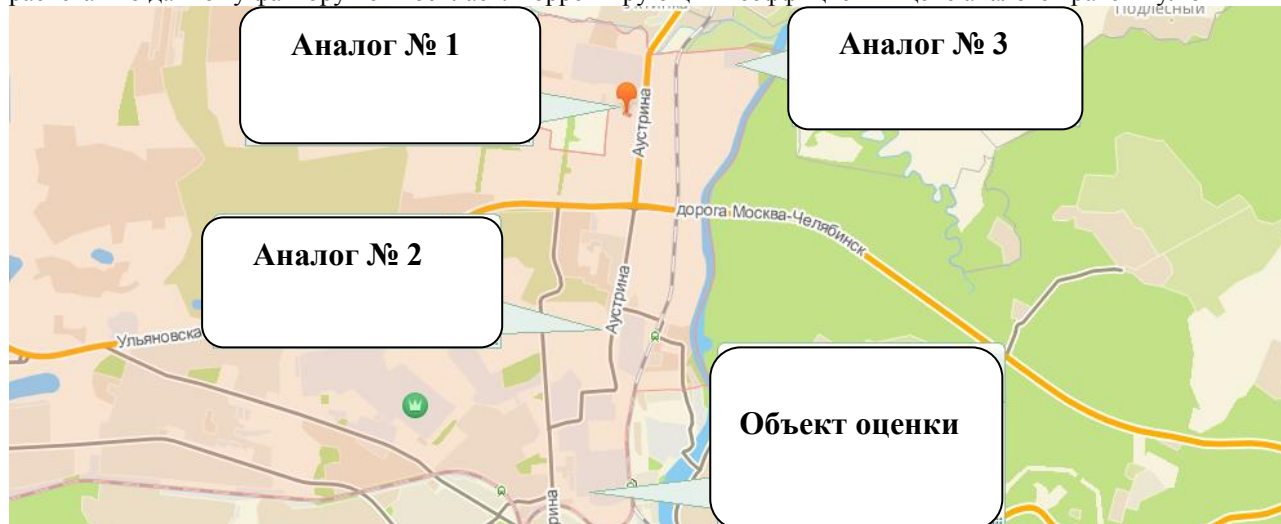 Аналог № 1
Аналог № 3
Подлесный
Аустрина
дорога Москва-Челябинск
Аналог № 2
Аустрина
Ульяновска
Объект оценки